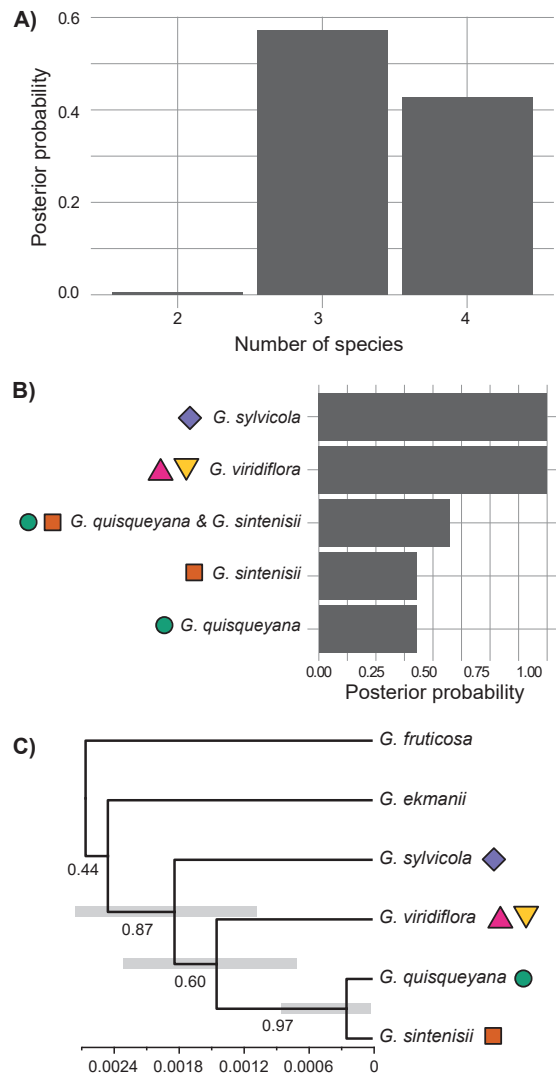 A)
Posterior probability
0.6
0.4
0.2
0.0
2 3 4
Number of species
B)
G. sylvicola
G. viridiflora
G. quisqueyana & G. sintenisii
G. sintenisii
G. quisqueyana
0.00 0.25 0.50 0.75 1.00
Posterior probability
C)
G. fruticosa
G. ekmanii
0.44
G. sylvicola
0.87
G. viridiflora
0.60
G. quisqueyana
0.97
G. sintenisii
0.0024 0.0018 0.0012 0.0006 0